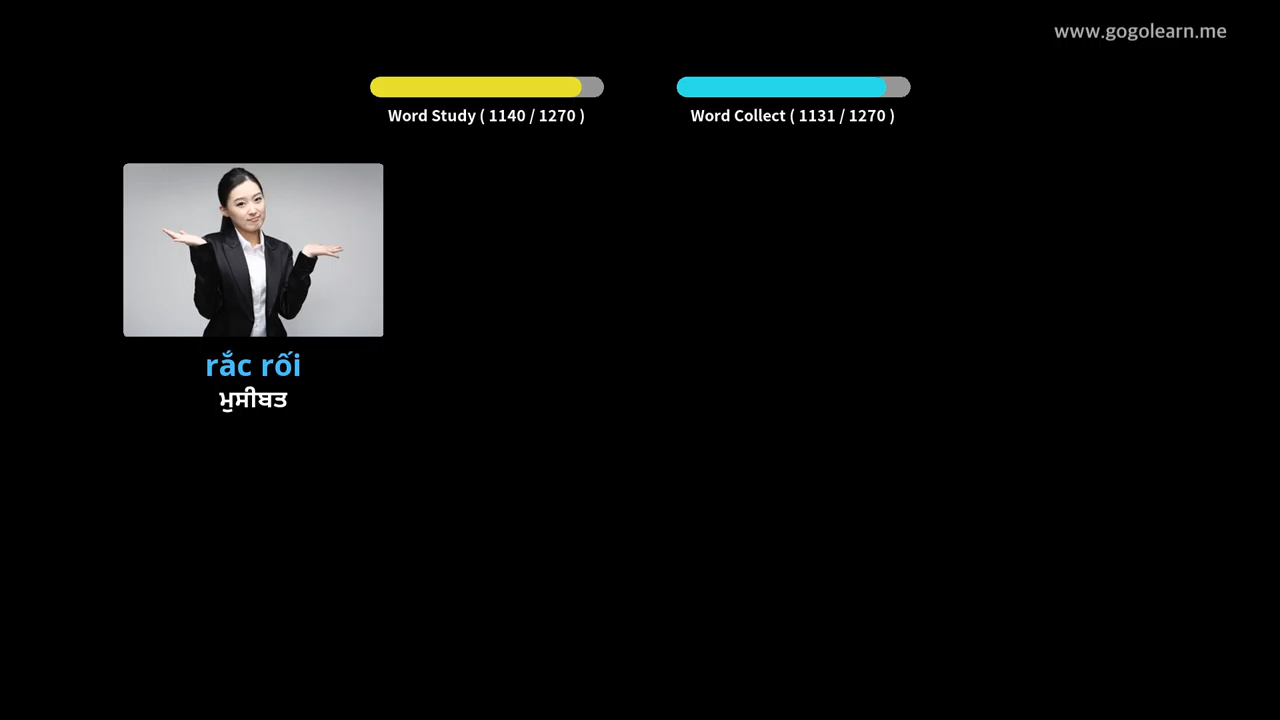 www.gogolearn.me
Word Study ( 1140 / 1270 )
Word Collect ( 1131 / 1270 )
rắc rối
ਮੁਸੀਬਤ